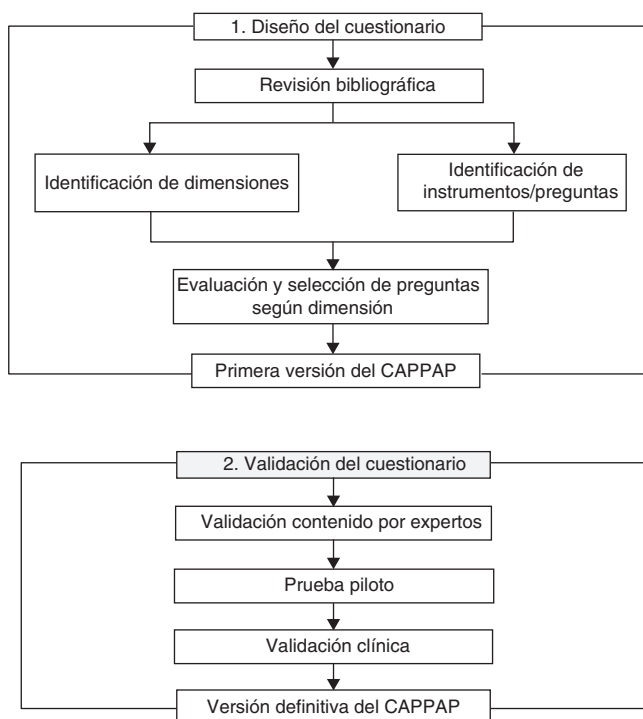 1. Diseño del cuestionario
Revisión bibliográfica
Identificación de dimensiones
Identificación de
instrumentos/preguntas
Evaluación y selección de preguntas
según dimensión
Primera versión del CAPPAP
2. Validación del cuestionario
Validación contenido por expertos
Prueba piloto
Validación clínica
Versión definitiva del CAPPAP